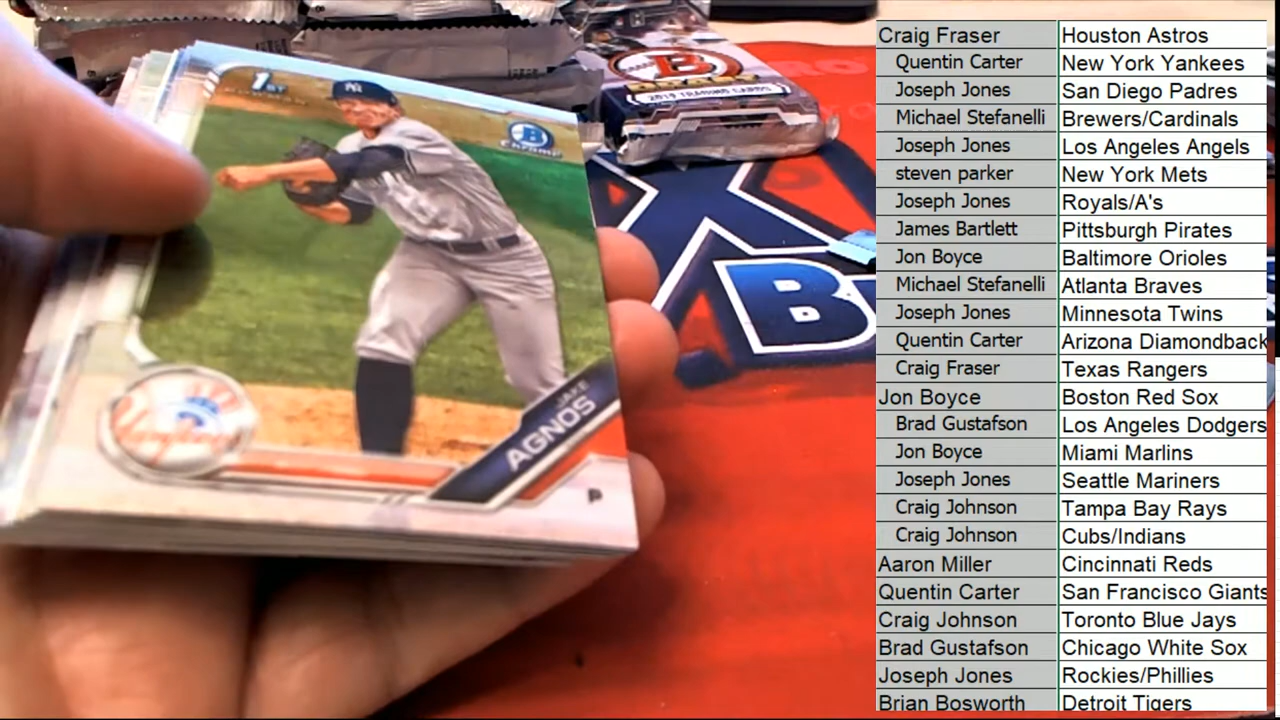 1ST
NY
B
Chrome
JAKE
AGNOS
P
B
2019 TRADING CARDS
B
Craig Fraser Houston Astros
Quentin Carter New York Yankees
Joseph Jones San Diego Padres
Michael Stefanelli Brewers/Cardinals
Joseph Jones Los Angeles Angels
steven parker New York Mets
Joseph Jones Royals/A's
James Bartlett Pittsburgh Pirates
Jon Boyce Baltimore Orioles
Michael Stefanelli Atlanta Braves
Joseph Jones Minnesota Twins
Quentin Carter Arizona Diamondback
Craig Fraser Texas Rangers
Jon Boyce Boston Red Sox
Brad Gustafson Los Angeles Dodgers
Jon Boyce Miami Marlins
Joseph Jones Seattle Mariners
Craig Johnson Tampa Bay Rays
Craig Johnson Cubs/Indians
Aaron Miller Cincinnati Reds
Quentin Carter San Francisco Giants
Craig Johnson Toronto Blue Jays
Brad Gustafson Chicago White Sox
Joseph Jones Rockies/Phillies
Brian Bosworth Detroit Tigers